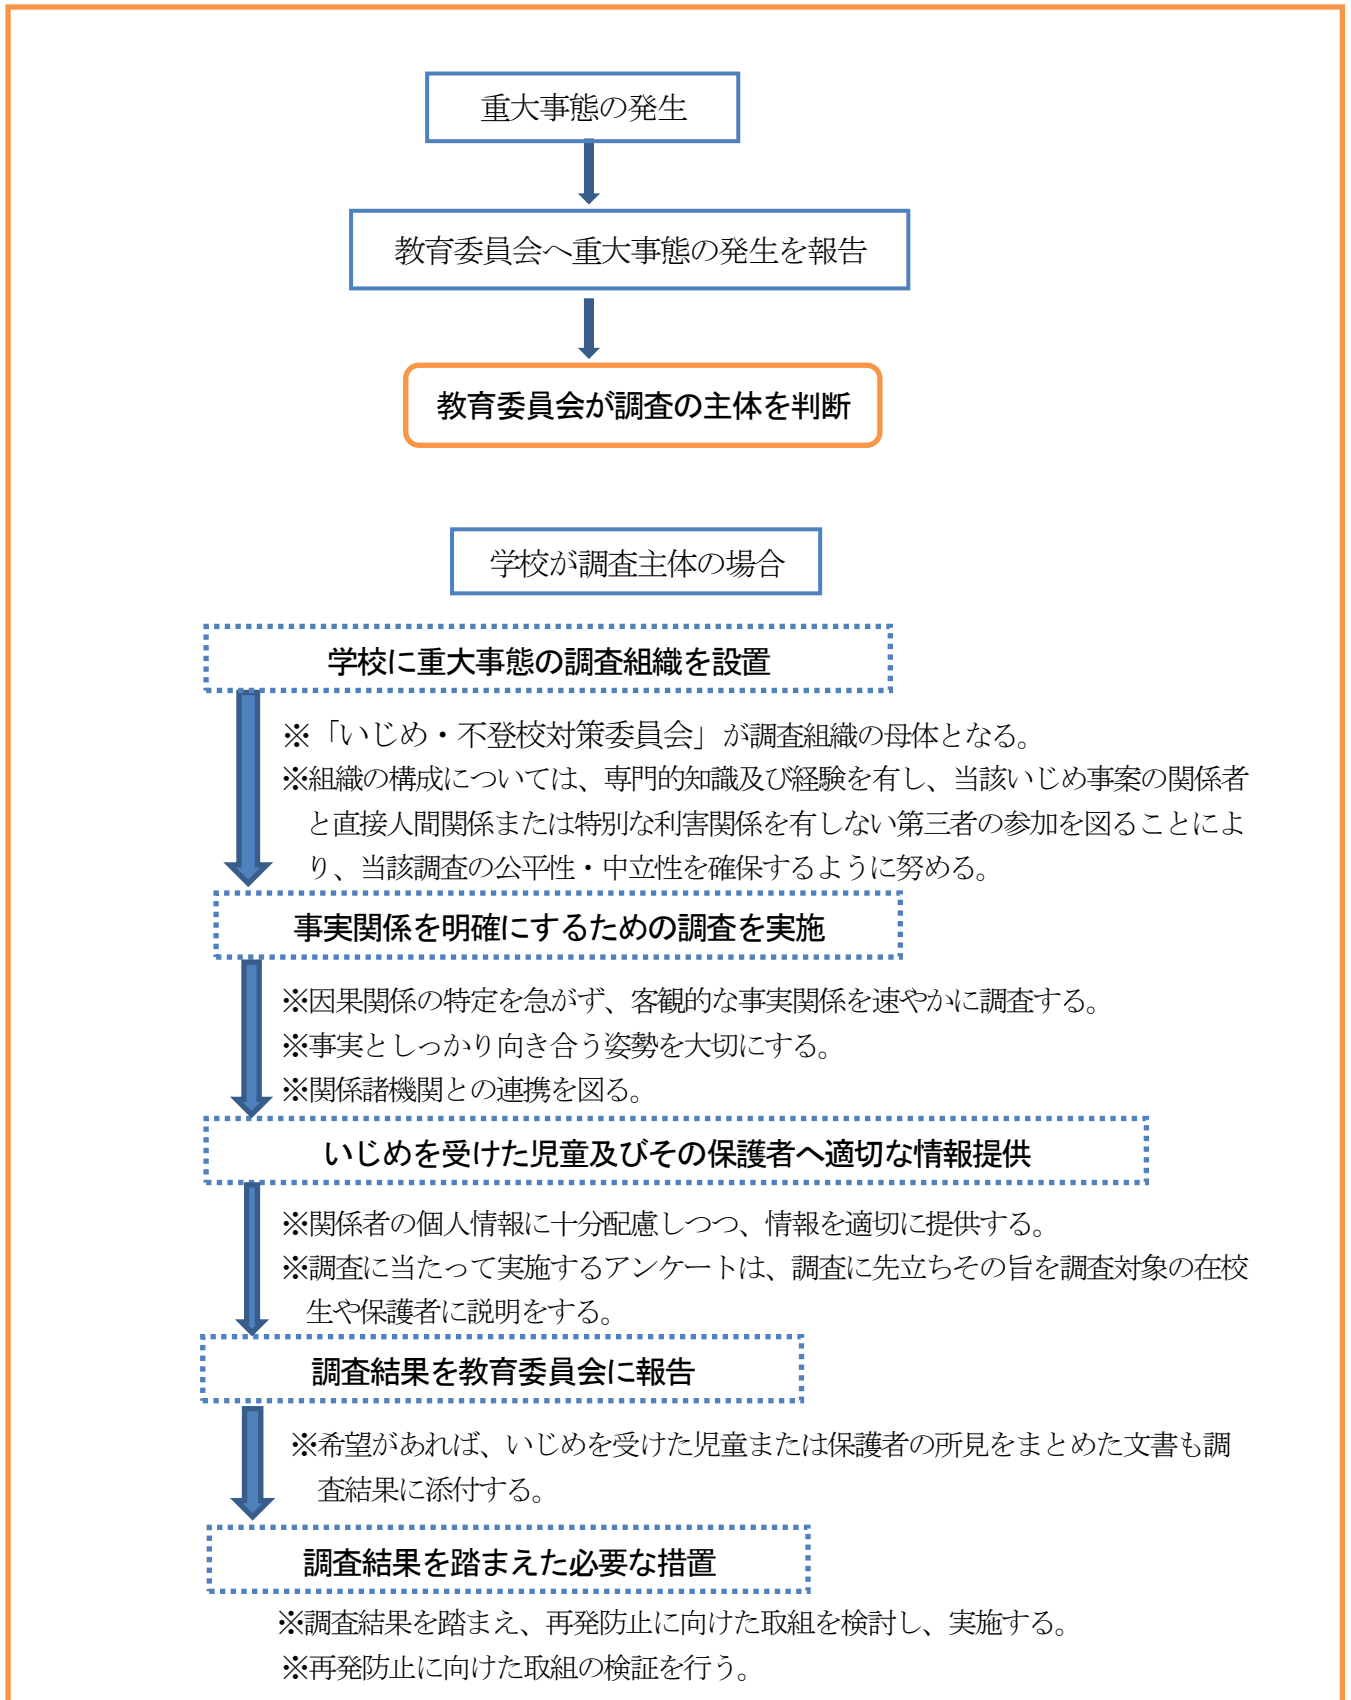 重大事態の発生
教育委員会へ重大事態の発生を報告
教育委員会が調査の主体を判断
学校が調査主体の場合
学校に重大事態の調査組織を設置
※「いじめ・不登校対策委員会」が調査組織の母体となる。
※組織の構成については、専門的知識及び経験を有し、当該いじめ事案の関係者
と直接人間関係または特別な利害関係を有しない第三者の参加を図ることによ
り、当該調査の公平性・中立性を確保するように努める。
事実関係を明確にするための調査を実施
※因果関係の特定を急がず、客観的な事実関係を速やかに調査する。
※事実としっかり向き合う姿勢を大切にする。
※関係諸機関との連携を図る。
いじめを受けた児童及びその保護者へ適切な情報提供
※関係者の個人情報に十分配慮しつつ、情報を適切に提供する。
※調査に当たって実施するアンケートは、調査に先立ちその旨を調査対象の在校
生や保護者に説明をする。
調査結果を教育委員会に報告
※希望があれば、いじめを受けた児童または保護者の所見をまとめた文書も調
査結果に添付する。
調査結果を踏まえた必要な措置
※調査結果を踏まえ、再発防止に向けた取組を検討し、実施する。
※再発防止に向けた取組の検証を行う。